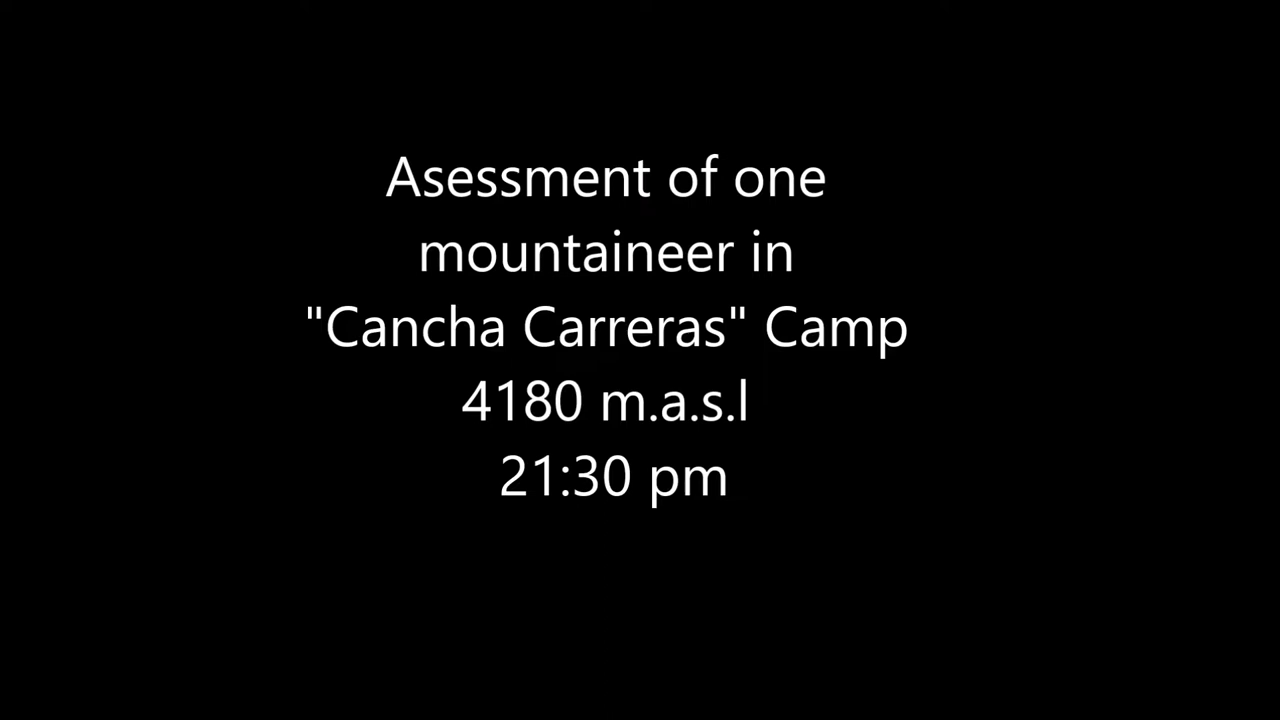 Asessment of one
mountaineer in
"Cancha Carreras" Camp
4180 m.a.s.l
21:30 pm